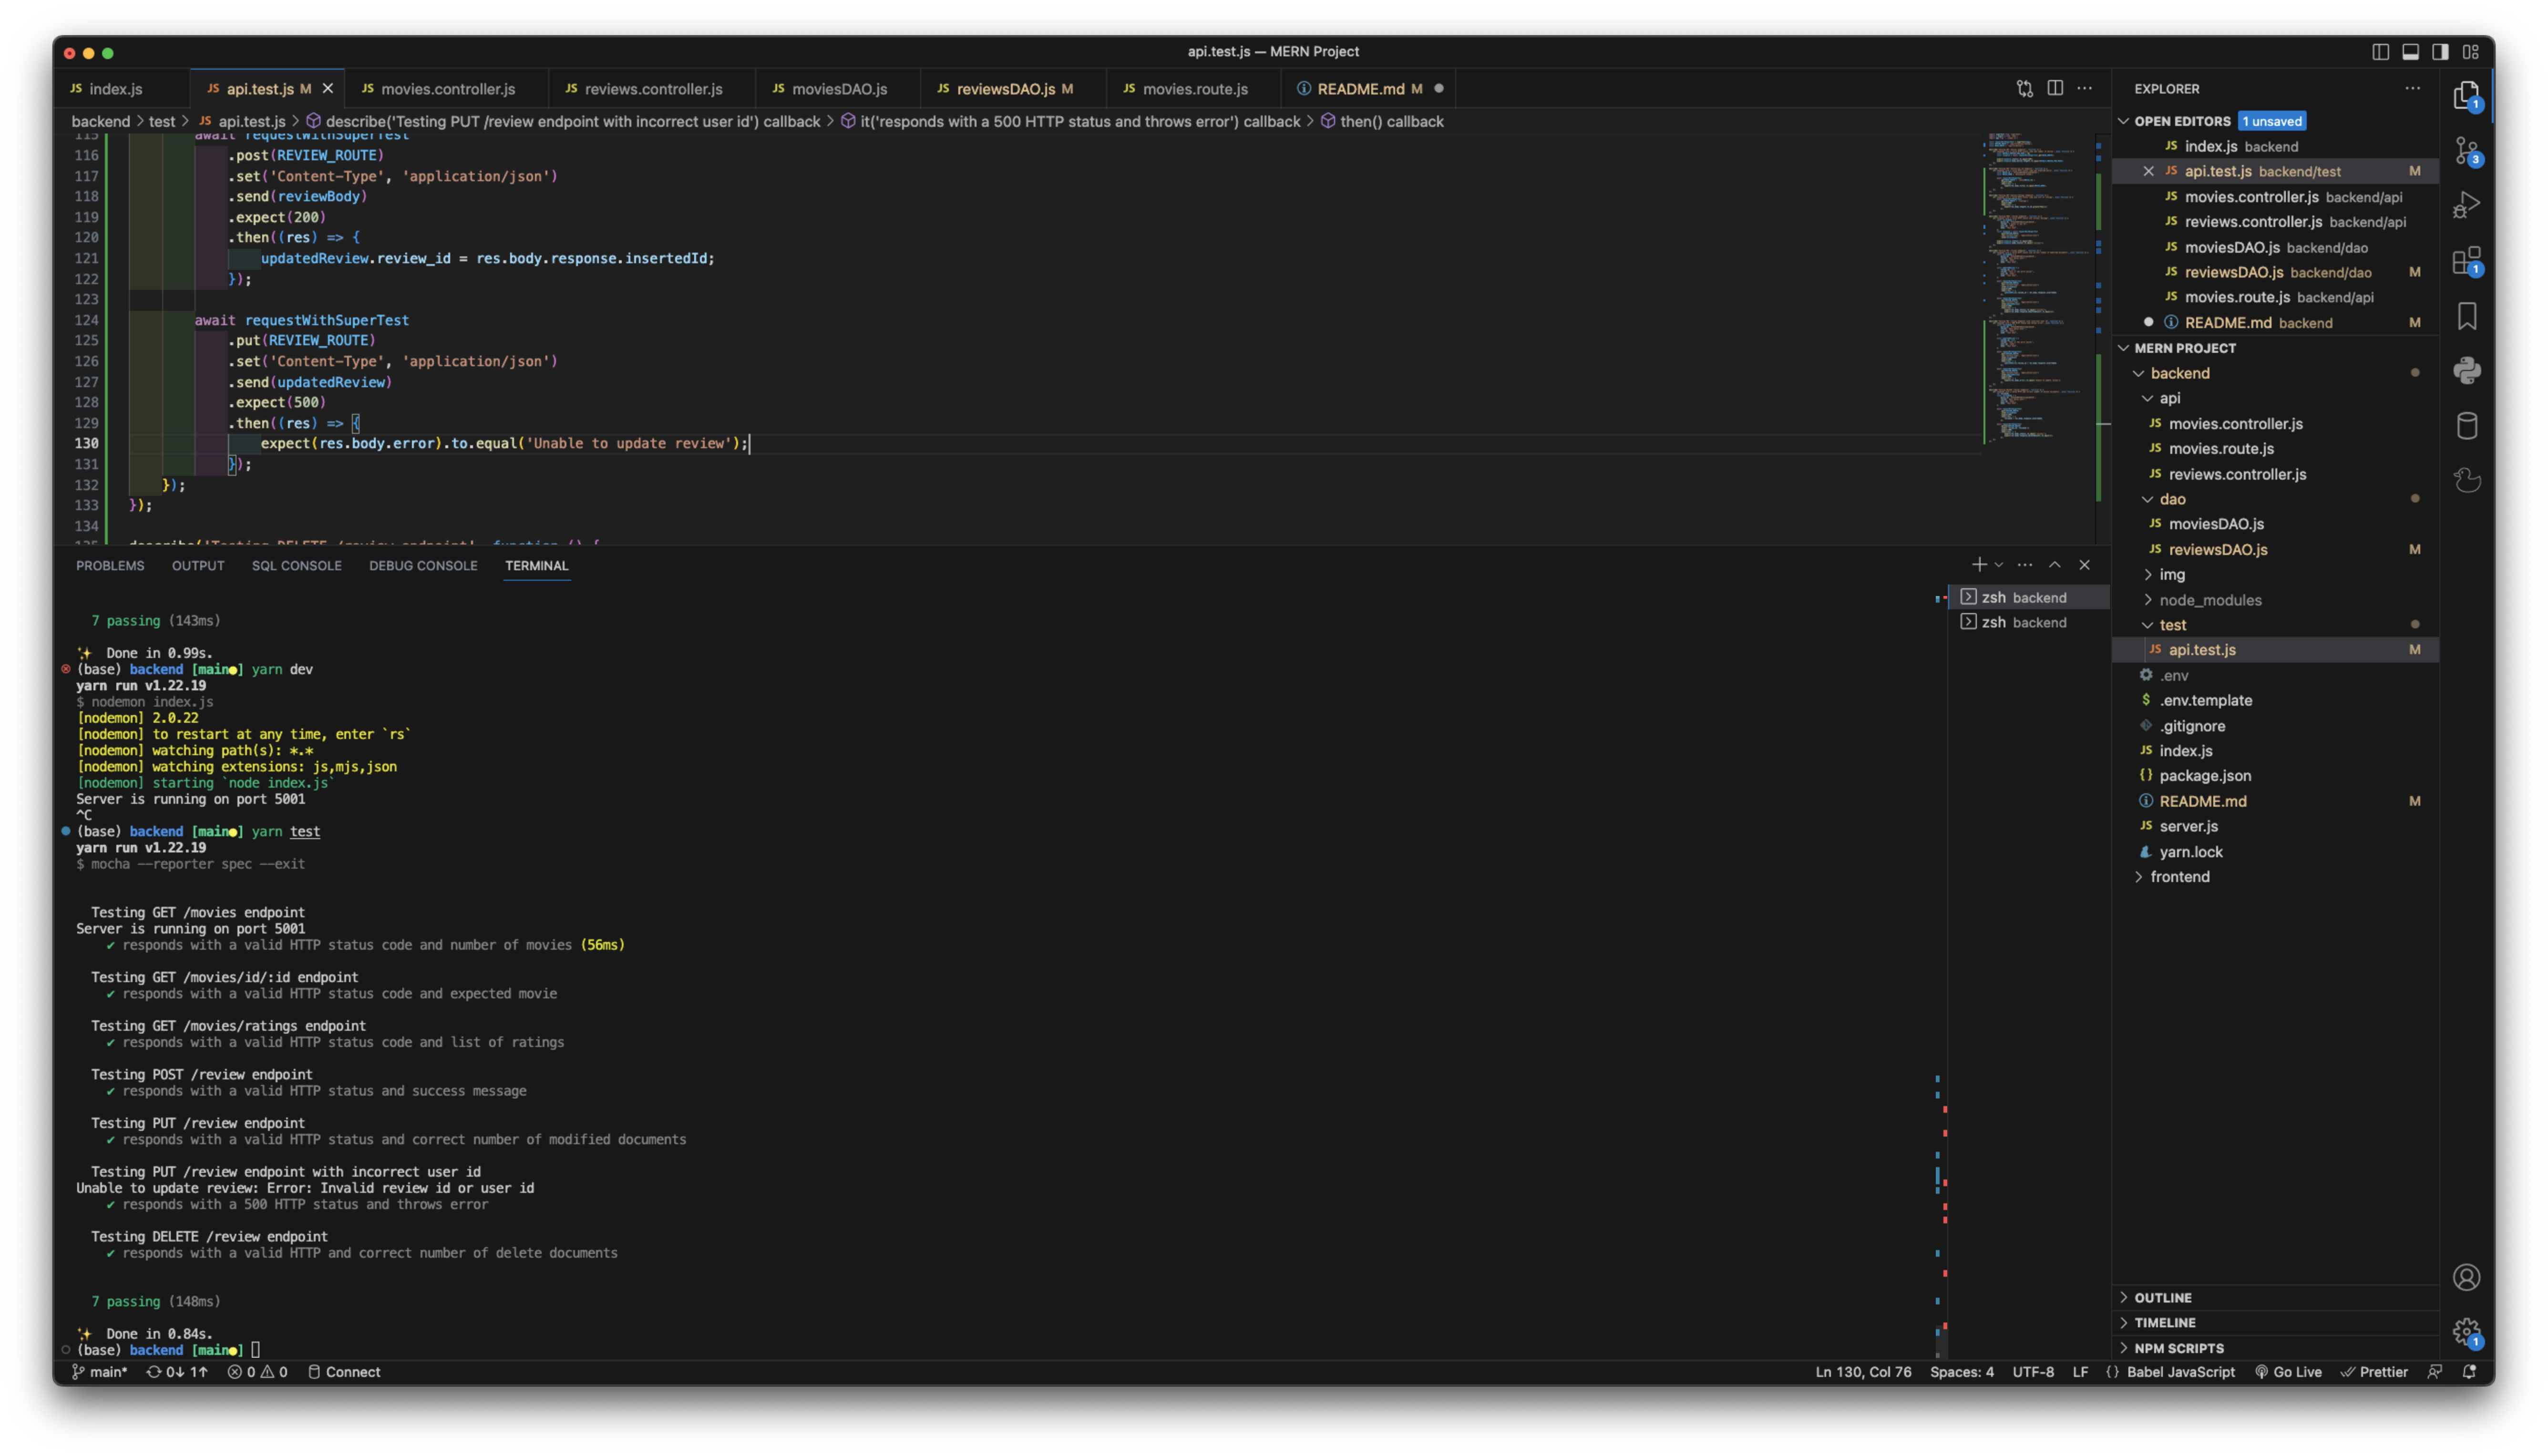 api.test.js — MERN Project
JS index.js
JS api.test.js M
JS movies.controller.js
JS reviews.controller.js
JS moviesDAO.js
JS reviewsDAO.js M
JS movies.route.js
README.md M
backend > test > JS api.test.js > describe('Testing PUT /review endpoint with incorrect user id') callback > it('responds with a 500 HTTP status and throws error') callback > then() callback
115 await requestWithSuperTest
116 .post(REVIEW_ROUTE)
117 .set('Content-Type', 'application/json')
118 .send(reviewBody)
119 .expect(200)
120 .then((res) => {
121 updatedReview.review_id = res.body.response.insertedId;
122 });
123
124 await requestWithSuperTest
125 .put(REVIEW_ROUTE)
126 .set('Content-Type', 'application/json')
127 .send(updatedReview)
128 .expect(500)
129 .then((res) => {
130 expect(res.body.error).to.equal('Unable to update review');
131 });
132 });
133 });
134
135 describe('Testing DELETE /review endpoint', function () {
PROBLEMS OUTPUT SQL CONSOLE DEBUG CONSOLE TERMINAL
7 passing (143ms)
✨ Done in 0.99s.
(base) backend [main●] yarn dev
yarn run v1.22.19
$ nodemon index.js
[nodemon] 2.0.22
[nodemon] to restart at any time, enter `rs`
[nodemon] watching path(s): *.*
[nodemon] watching extensions: js,mjs,json
[nodemon] starting `node index.js`
Server is running on port 5001
^C
(base) backend [main●] yarn test
yarn run v1.22.19
$ mocha --reporter spec --exit
Testing GET /movies endpoint
Server is running on port 5001
✔ responds with a valid HTTP status code and number of movies (56ms)
Testing GET /movies/id/:id endpoint
✔ responds with a valid HTTP status code and expected movie
Testing GET /movies/ratings endpoint
✔ responds with a valid HTTP status code and list of ratings
Testing POST /review endpoint
✔ responds with a valid HTTP status and success message
Testing PUT /review endpoint
✔ responds with a valid HTTP status and correct number of modified documents
Testing PUT /review endpoint with incorrect user id
Unable to update review: Error: Invalid review id or user id
✔ responds with a 500 HTTP status and throws error
Testing DELETE /review endpoint
✔ responds with a valid HTTP and correct number of delete documents
7 passing (148ms)
✨ Done in 0.84s.
(base) backend [main●]
zsh backend
zsh backend
EXPLORER
OPEN EDITORS 1 unsaved
JS index.js backend
JS api.test.js backend/test M
JS movies.controller.js backend/api
JS reviews.controller.js backend/api
JS moviesDAO.js backend/dao
JS reviewsDAO.js backend/dao M
JS movies.route.js backend/api
README.md backend M
MERN PROJECT
backend
api
JS movies.controller.js
JS movies.route.js
JS reviews.controller.js
dao
JS moviesDAO.js
JS reviewsDAO.js M
img
node_modules
test
JS api.test.js M
.env
$ .env.template
.gitignore
JS index.js
{} package.json
README.md M
JS server.js
yarn.lock
frontend
OUTLINE
TIMELINE
NPM SCRIPTS
1
3
1
1
main* 0↓ 1↑ 0 0 Connect
Ln 130, Col 76 Spaces: 4 UTF-8 LF {} Babel JavaScript Go Live Prettier